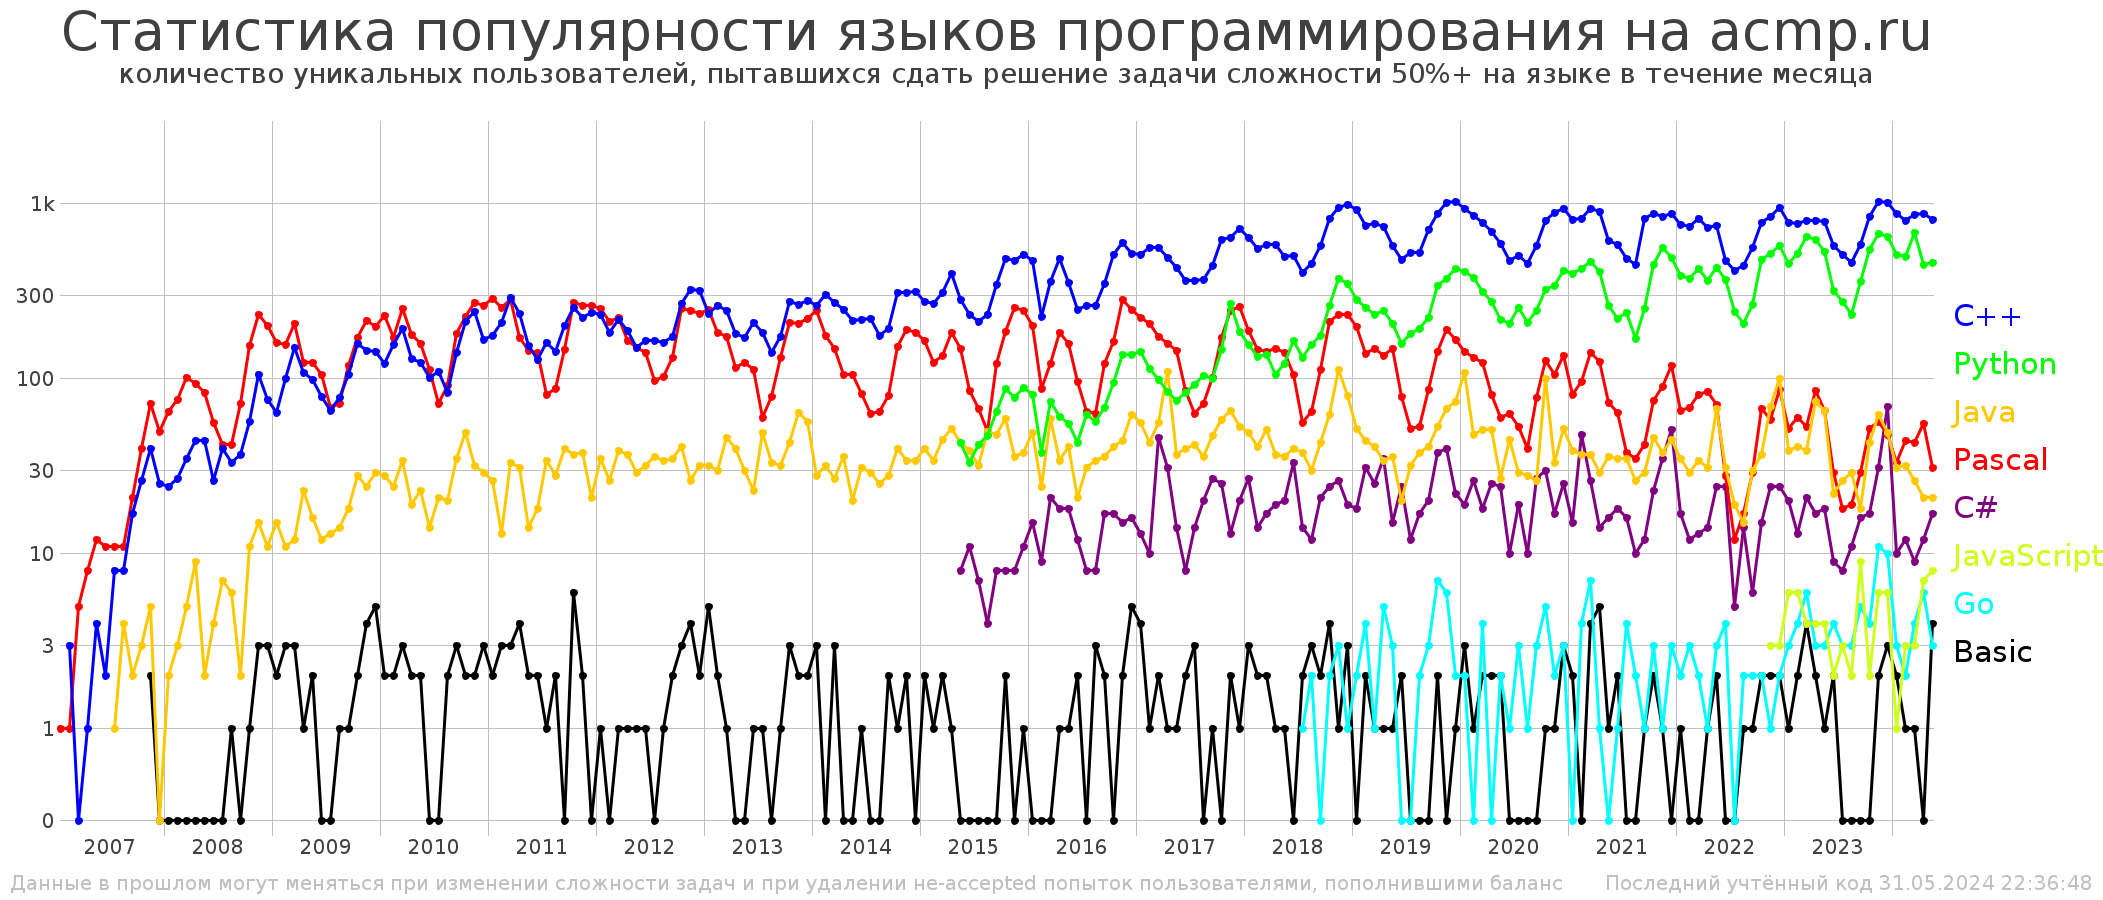 Статистика популярности языков программирования на acmp.ru
количество уникальных пользователей, пытавшихся сдать решение задачи сложности 50%+ на языке в течение месяца
1k
300
100
30
10
3
1
0
C++
Python
Java
Pascal
C#
JavaScript
Go
Basic
2007 2008 2009 2010 2011 2012 2013 2014 2015 2016 2017 2018 2019 2020 2021 2022 2023
Данные в прошлом могут меняться при изменении сложности задач и при удалении не-accepted попыток пользователями, пополнившими баланс Последний учтённый код 31.05.2024 22:36:48